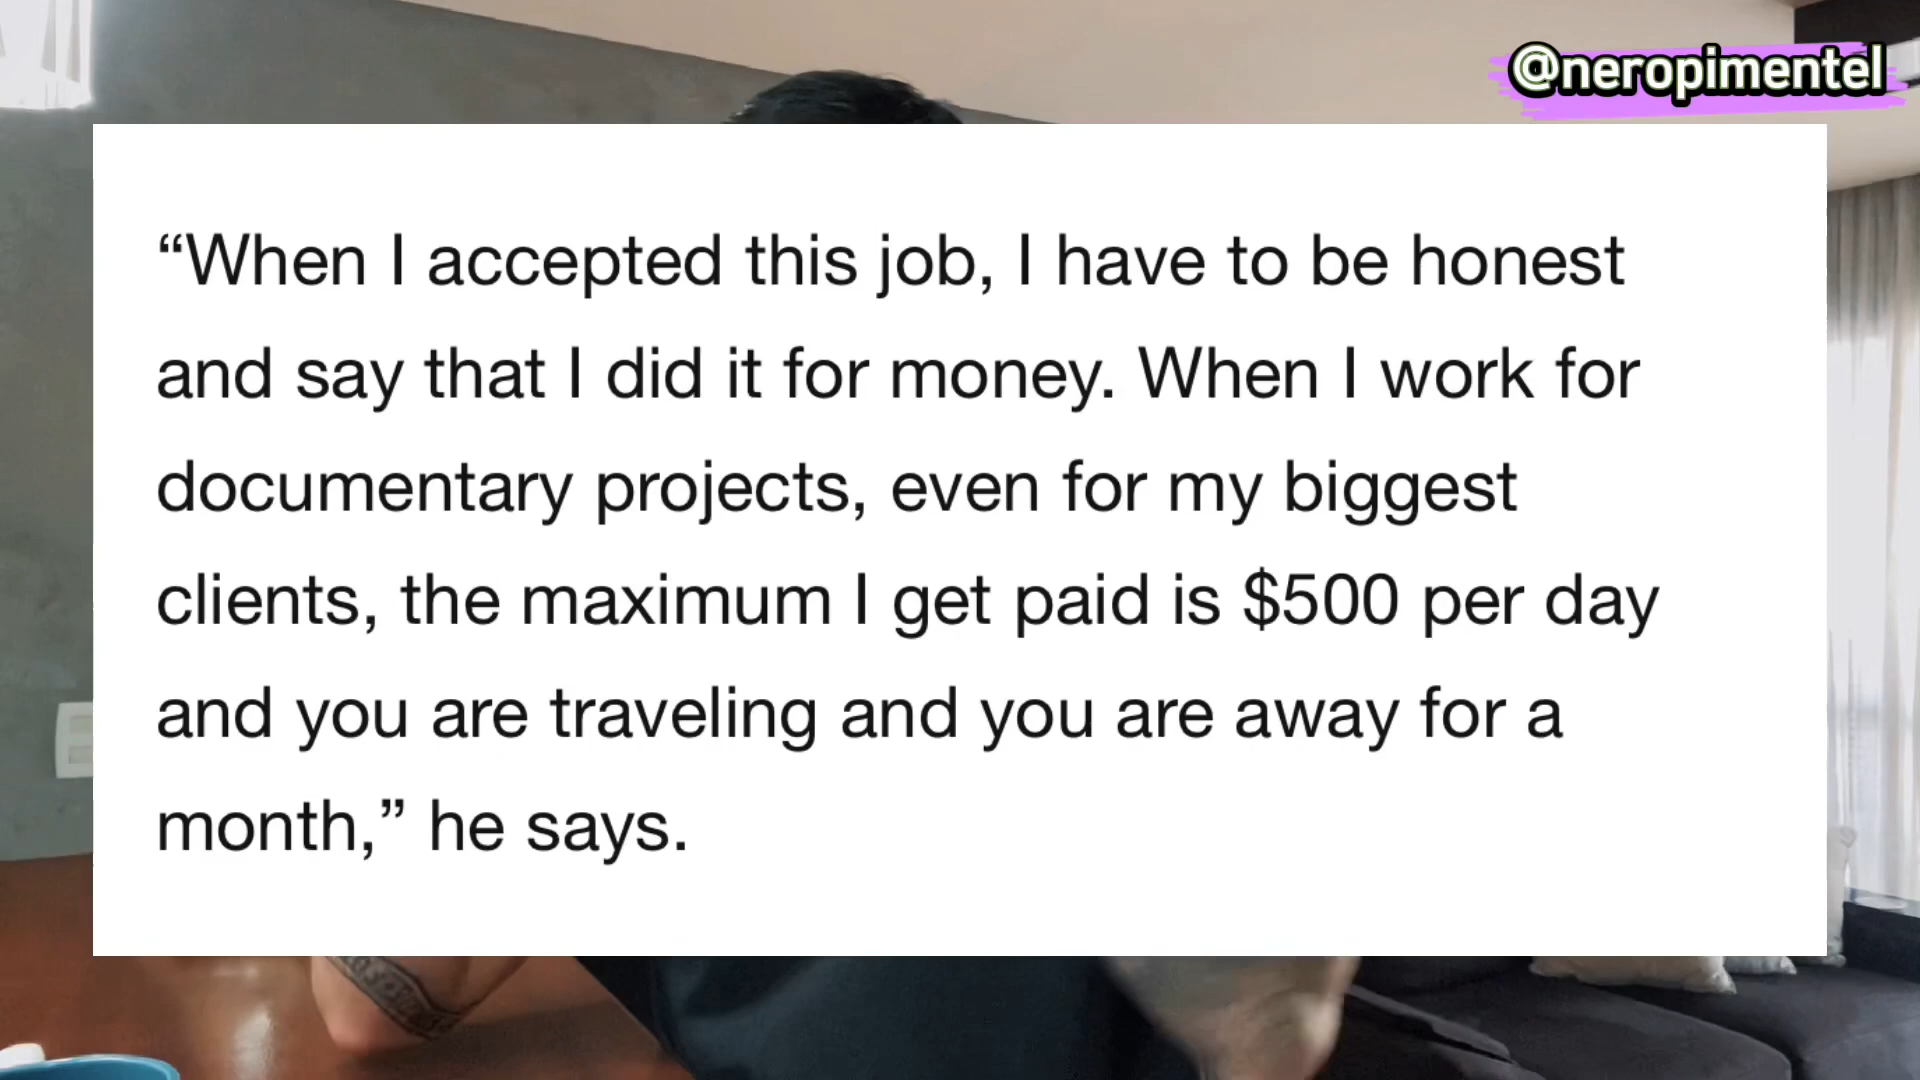 @neropimentel
“When I accepted this job, I have to be honest
and say that I did it for money. When I work for
documentary projects, even for my biggest
clients, the maximum I get paid is $500 per day
and you are traveling and you are away for a
month,” he says.